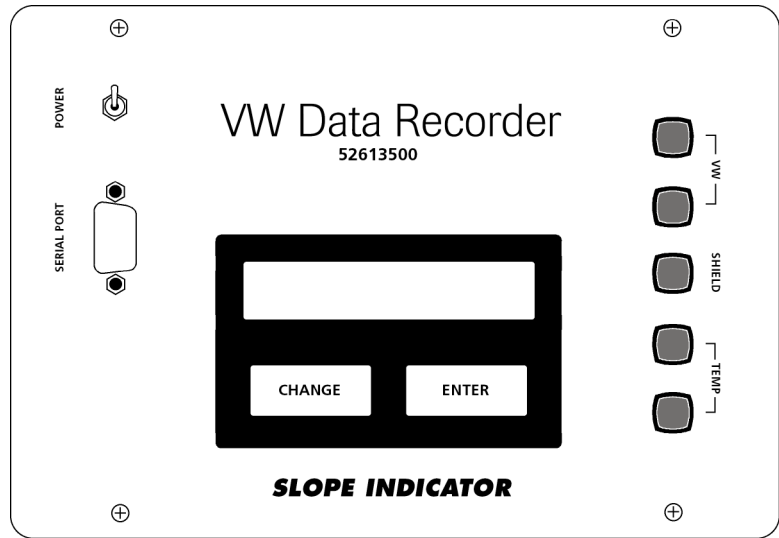 POWER
VW Data Recorder
52613500
VW
SERIAL PORT
SHIELD
CHANGE
ENTER
TEMP
SLOPE INDICATOR